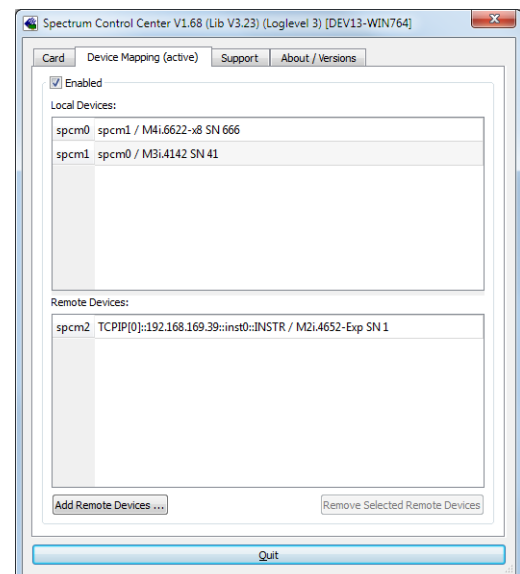 Spectrum Control Center V1.68 (Lib V3.23) (Loglevel 3) [DEV13-WIN764]
Card Device Mapping (active) Support About / Versions
Enabled
Local Devices:
spcm0 spcm1 / M4i.6622-x8 SN 666
spcm1 spcm0 / M3i.4142 SN 41
Remote Devices:
spcm2 TCPIP[0]::192.168.169.39::inst0::INSTR / M2i.4652-Exp SN 1
Add Remote Devices ... Remove Selected Remote Devices
Quit